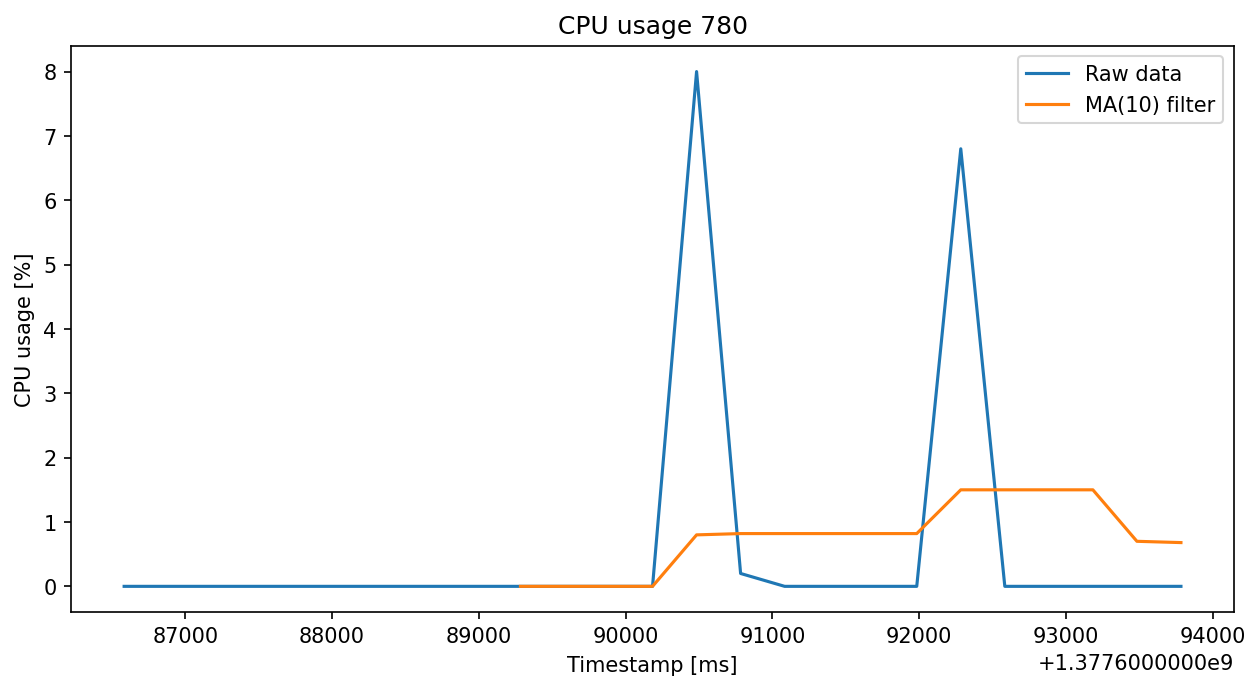 CPU usage 780
Raw data
MA(10) filter
CPU usage [%]
8
7
6
5
4
3
2
1
0
87000 88000 89000 90000 91000 92000 93000 94000
+1.3776000000e9
Timestamp [ms]